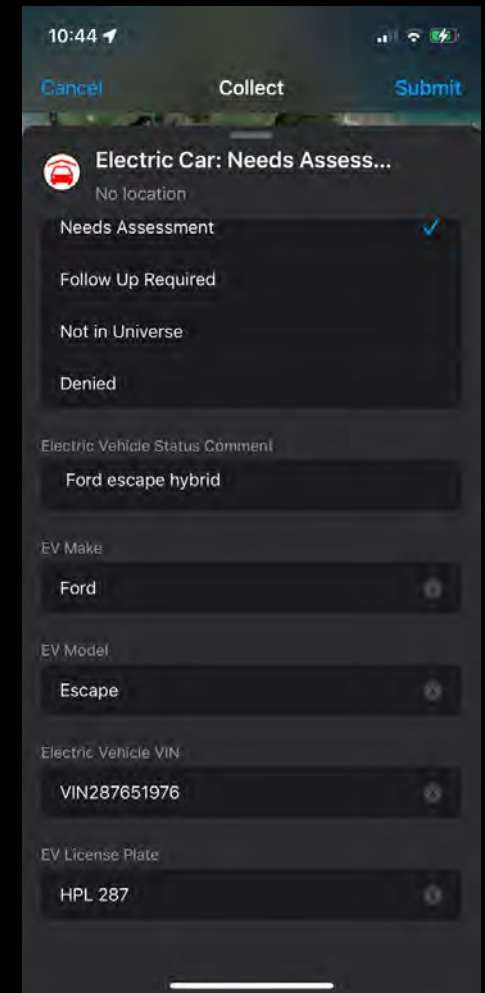 10:44
Cancel Collect Submit
Electric Car: Needs Assess...
No location
Needs Assessment
Follow Up Required
Not in Universe
Denied
Electric Vehicle Status Comment
Ford escape hybrid
EV Make
Ford
EV Model
Escape
Electric Vehicle VIN
VIN287651976
EV License Plate
HPL 287